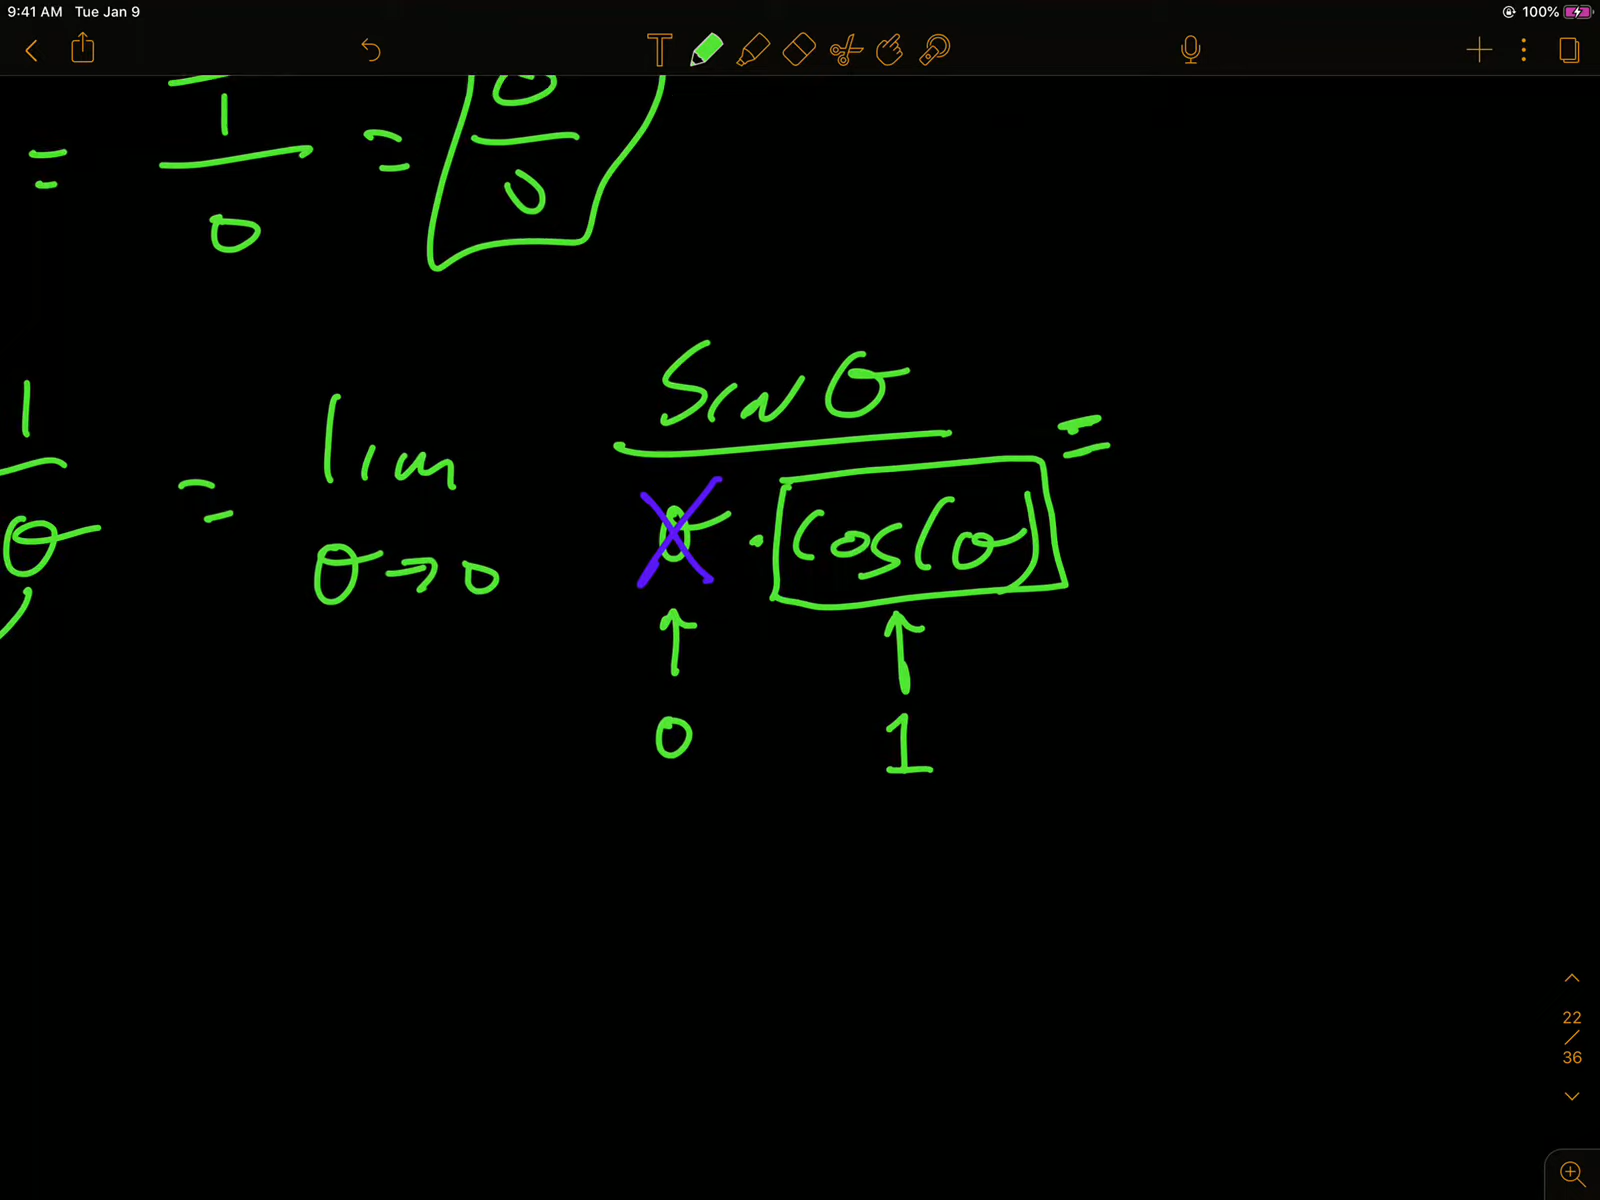 9:41 AM Tue Jan 9 100%
T
= 1/0 = 0/0
1/θ = lim θ→0 sin θ / (θ · cos(θ)) =
0 1
22
/
36